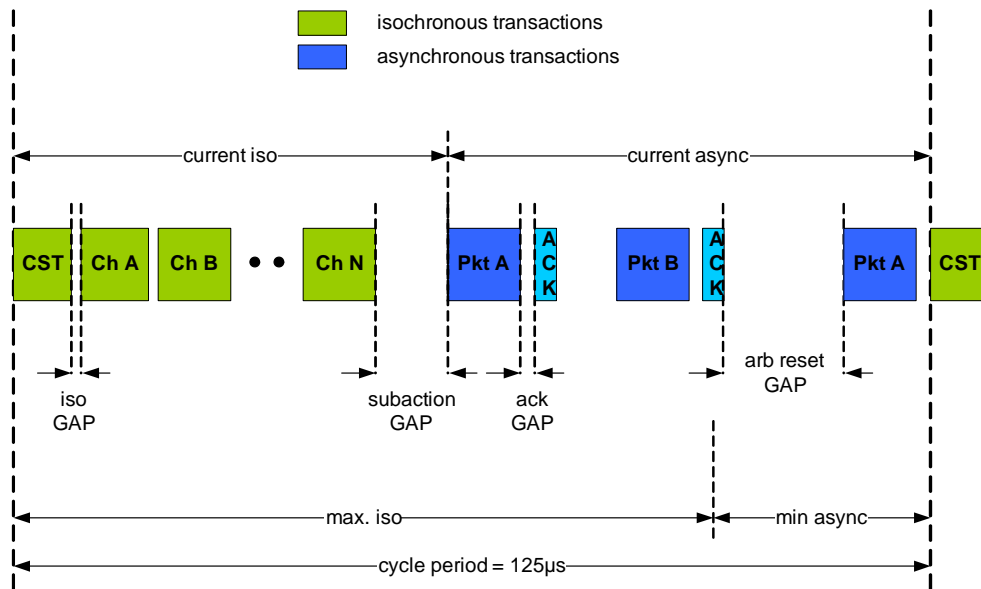 isochronous transactions
asynchronous transactions
current iso
current async
CST
Ch A
Ch B
Ch N
Pkt A
A
C
K
Pkt B
A
C
K
Pkt A
CST
iso
GAP
subaction
GAP
ack
GAP
arb reset
GAP
max. iso
min async
cycle period = 125µs